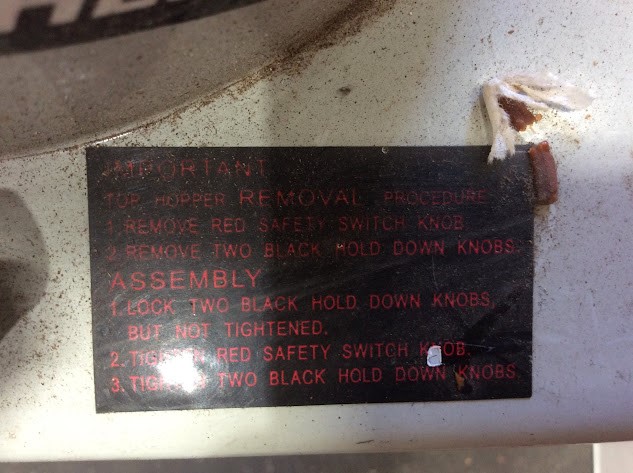 IMPORTANT
TOP HOPPER REMOVAL PROCEDURE
1. REMOVE RED SAFETY SWITCH KNOB
2. REMOVE TWO BLACK HOLD DOWN KNOBS.
ASSEMBLY
1. LOCK TWO BLACK HOLD DOWN KNOBS,
BUT NOT TIGHTENED.
2. TIGHTEN RED SAFETY SWITCH KNOB.
3. TIGHTEN TWO BLACK HOLD DOWN KNOBS.